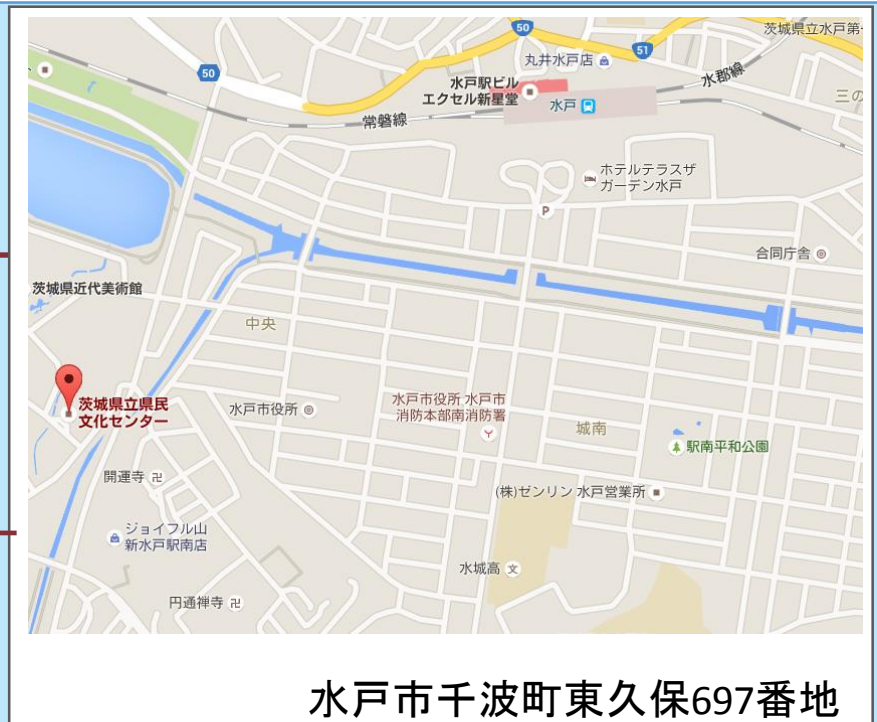 50
茨城県立水戸第一
51
丸井水戸店
50
水戸駅ビル
エクセル新星堂
水郡線
水戸
三の
常磐線
ホテルテラスザ
ガーデン水戸
P
合同庁舎
茨城県近代美術館
中央
茨城県立県民
文化センター
水戸市役所
水戸市役所 水戸市
消防本部南消防署
城南
駅南平和公園
開運寺
(株)ゼンリン 水戸営業所
ジョイフル山
新水戸駅南店
水城高
文
円通禅寺
水戸市千波町東久保697番地